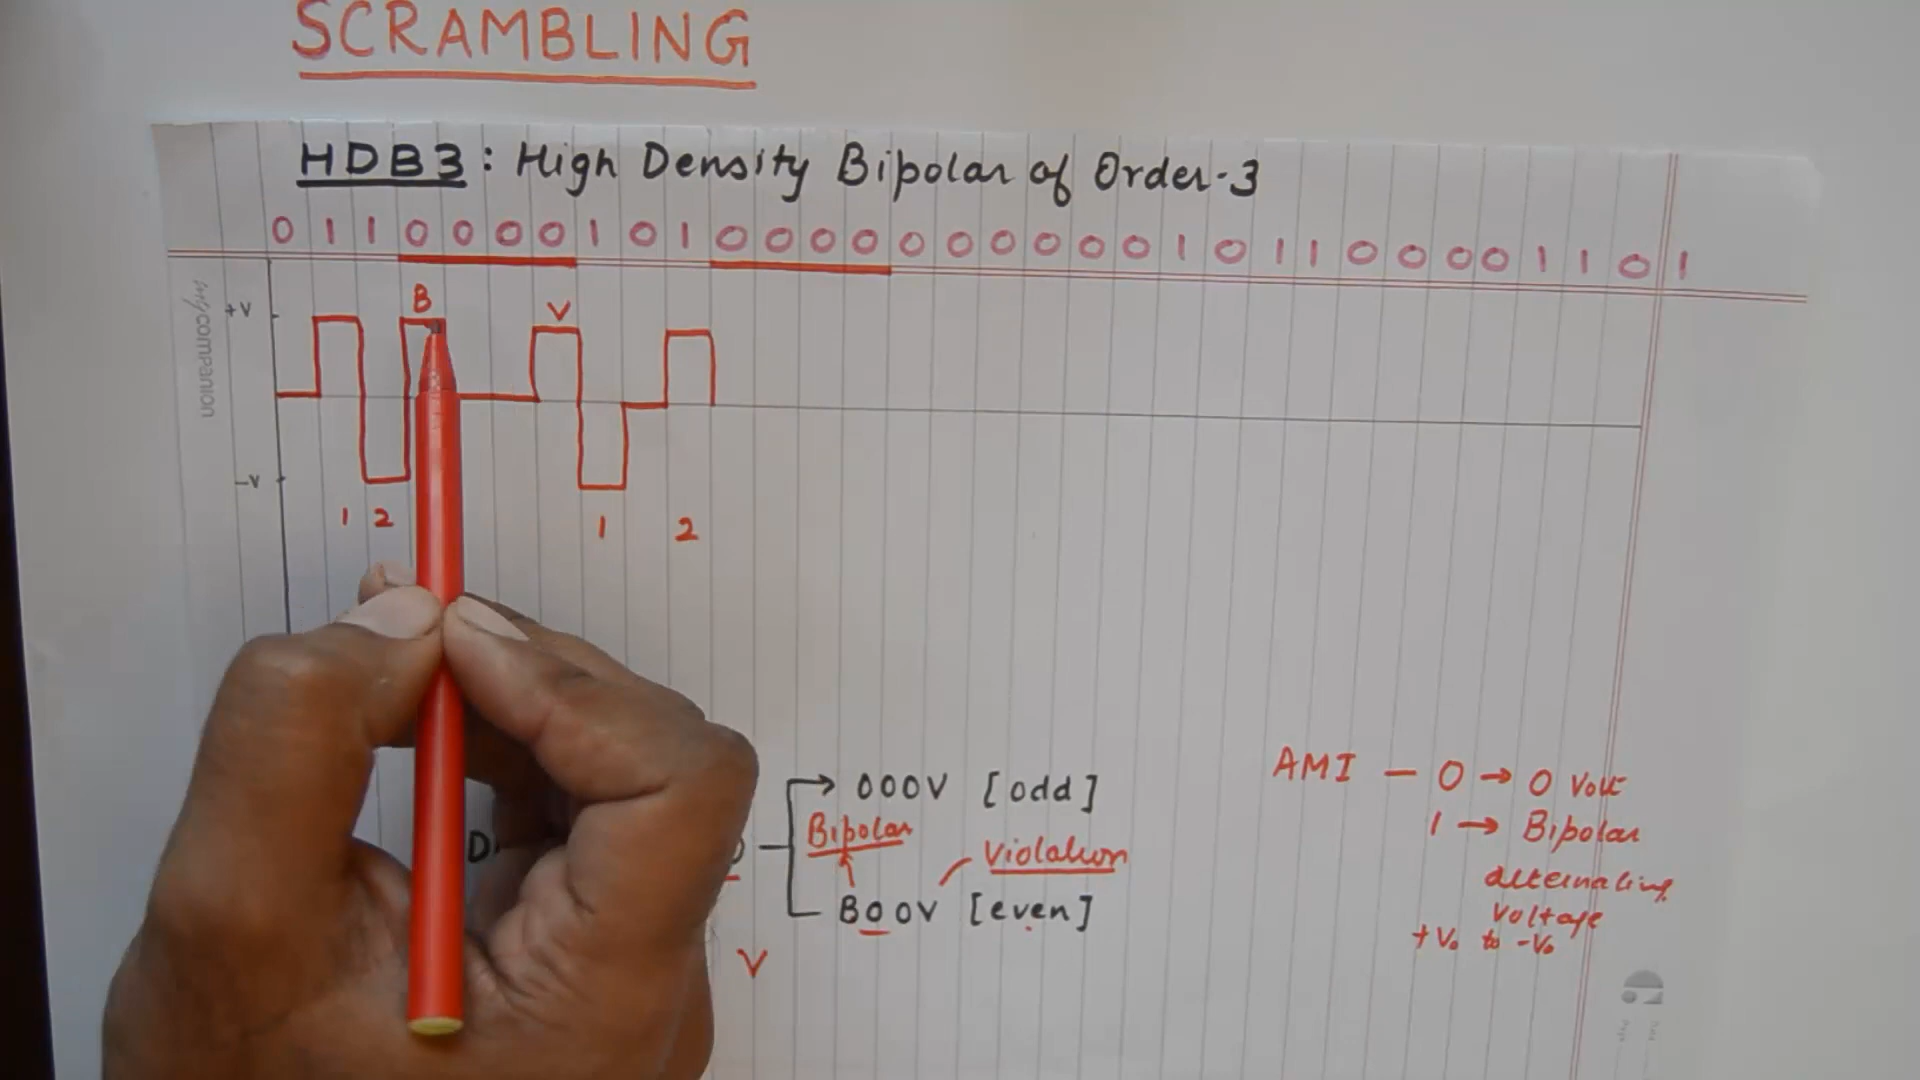 SCRAMBLING
HDB3 : High Density Bipolar of Order-3
0 1 1 0 0 0 0 1 0 1 0 0 0 0 0 0 0 0 0 0 1 0 1 1 0 0 0 0 1 1 0 1
B V
+V
mycompanion
-V
1 2 1 2
000V [odd]
Bipolar
Violation
B00V [even]
V
AMI - 0 → 0 Volt
1 → Bipolar
alternating
Voltage
+V₀ to -V₀